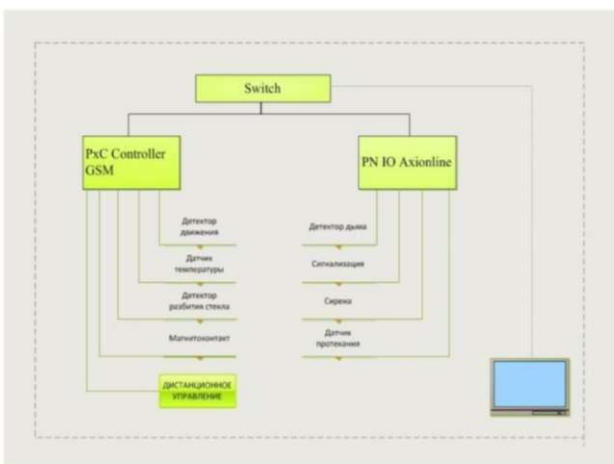 Switch
PxC Controller
GSM
PN IO Axionline
Детектор
движения
Датчик
температуры
Детектор
разбития стекла
Магнитоконтакт
ДИСТАНЦИОННОЕ
УПРАВЛЕНИЕ
Детектор дыма
Сигнализация
Сирена
Датчик
протекания